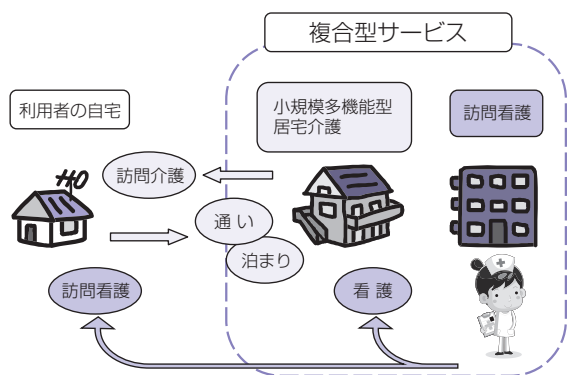 複合型サービス
利用者の自宅
小規模多機能型
居宅介護
訪問看護
訪問介護
通 い
泊まり
訪問看護
看 護